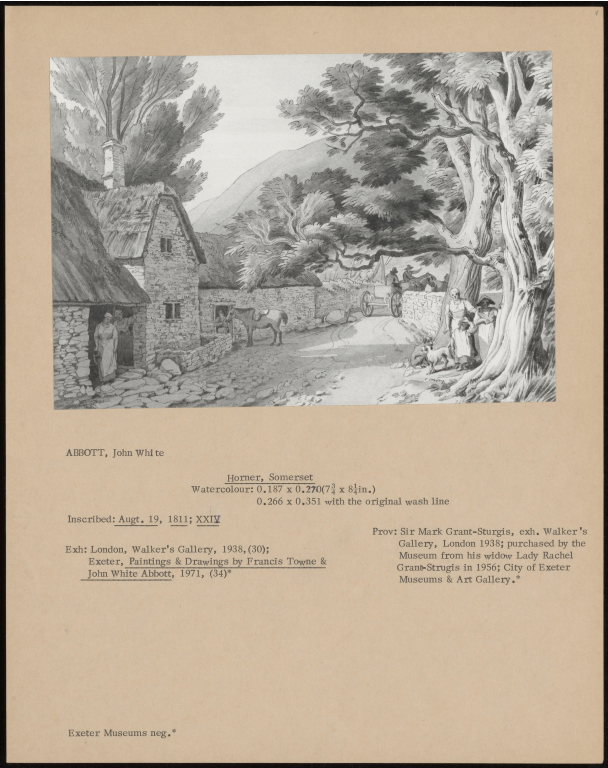 ABBOTT, John White
Horner, Somerset
Watercolour: 0.187 x 0.270(7¾ x 8¼in.)
0.266 x 0.351 with the original wash line
Inscribed: Augt. 19, 1811; XXIV
Prov: Sir Mark Grant-Sturgis, exh. Walker's
Gallery, London 1938; purchased by the
Museum from his widow Lady Rachel
Grant-Strugis in 1956; City of Exeter
Museums & Art Gallery.*
Exh: London, Walker's Gallery, 1938,(30);
Exeter, Paintings & Drawings by Francis Towne &
John White Abbott, 1971, (34)*
Exeter Museums neg.*